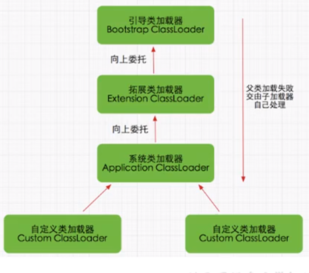 引导类加载器
Bootstrap ClassLoader
向上委托
拓展类加载器
Extension ClassLoader
向上委托
系统类加载器
Application ClassLoader
父类加载失败
交由子加载器
自己处理
自定义类加载器
Custom ClassLoader
自定义类加载器
Custom ClassLoader